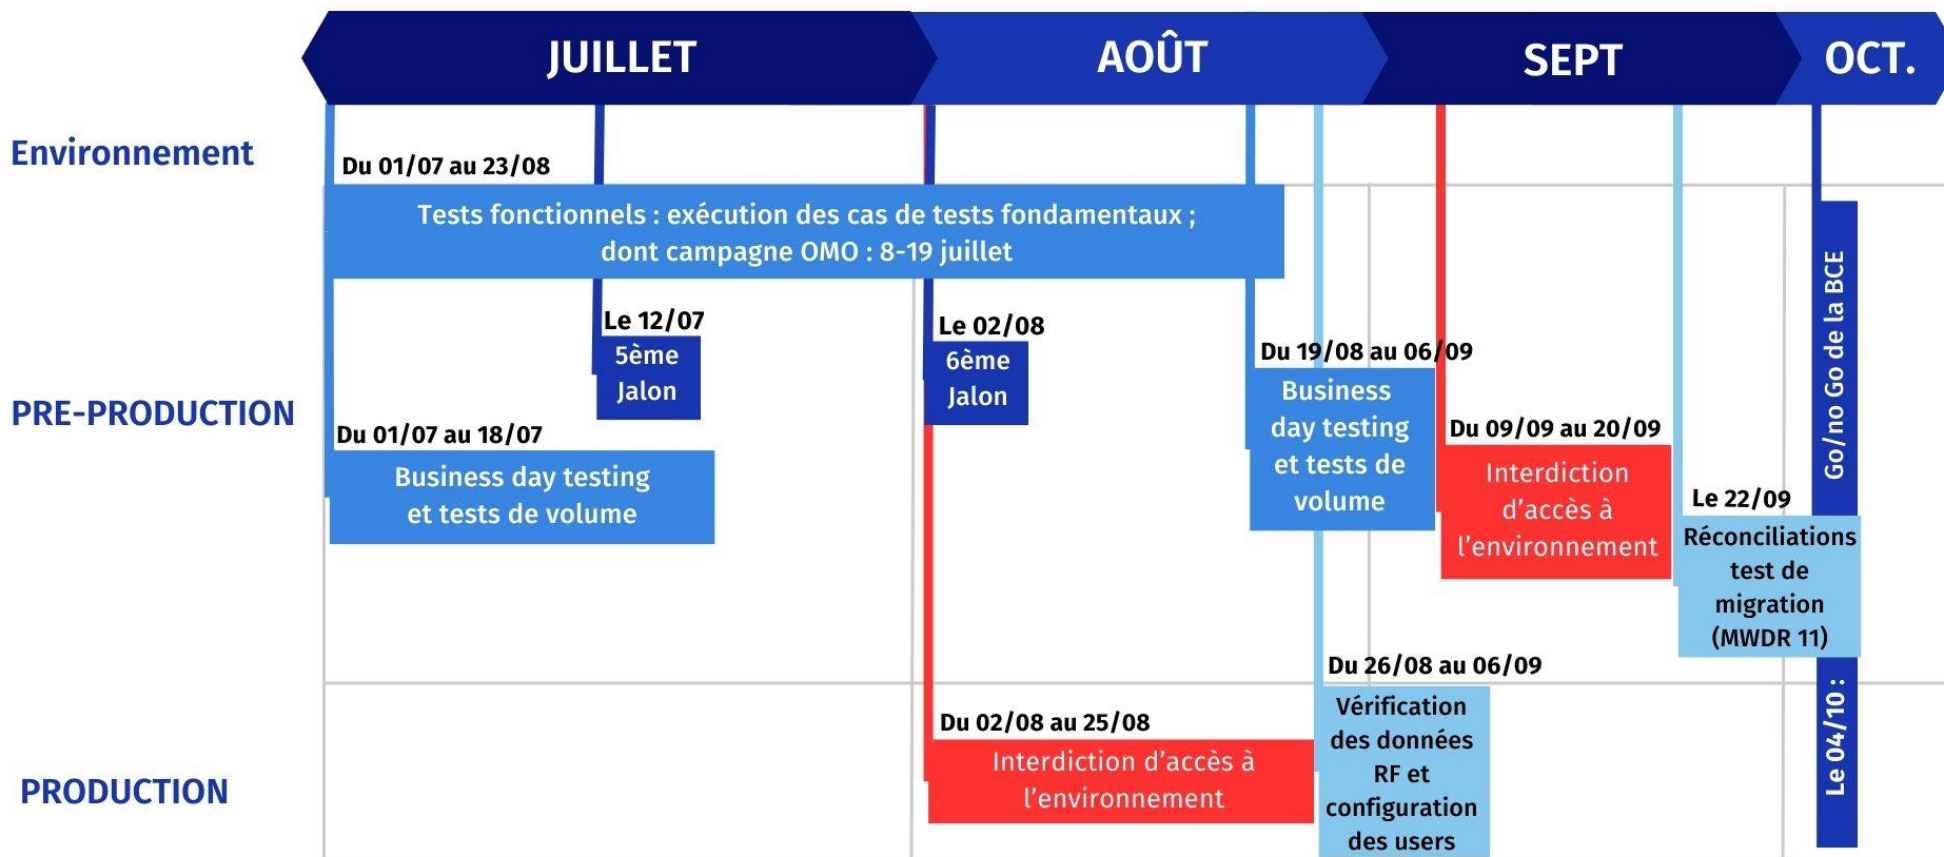 JUILLET
AOÛT
SEPT
OCT.
Environnement
Du 01/07 au 23/08
Tests fonctionnels : exécution des cas de tests fondamentaux ;
dont campagne OMO : 8-19 juillet
PRE-PRODUCTION
Le 12/07
5ème
Jalon
Le 02/08
6ème
Jalon
Du 01/07 au 18/07
Business day testing
et tests de volume
Du 19/08 au 06/09
Business
day testing
et tests de
volume
Du 09/09 au 20/09
Interdiction
d'accès à
l'environnement
Le 22/09
Réconciliations
test de
migration
(MWDR 11)
Le 04/10 : Go/no Go de la BCE
PRODUCTION
Du 02/08 au 25/08
Interdiction d'accès à
l'environnement
Du 26/08 au 06/09
Vérification
des données
RF et
configuration
des users